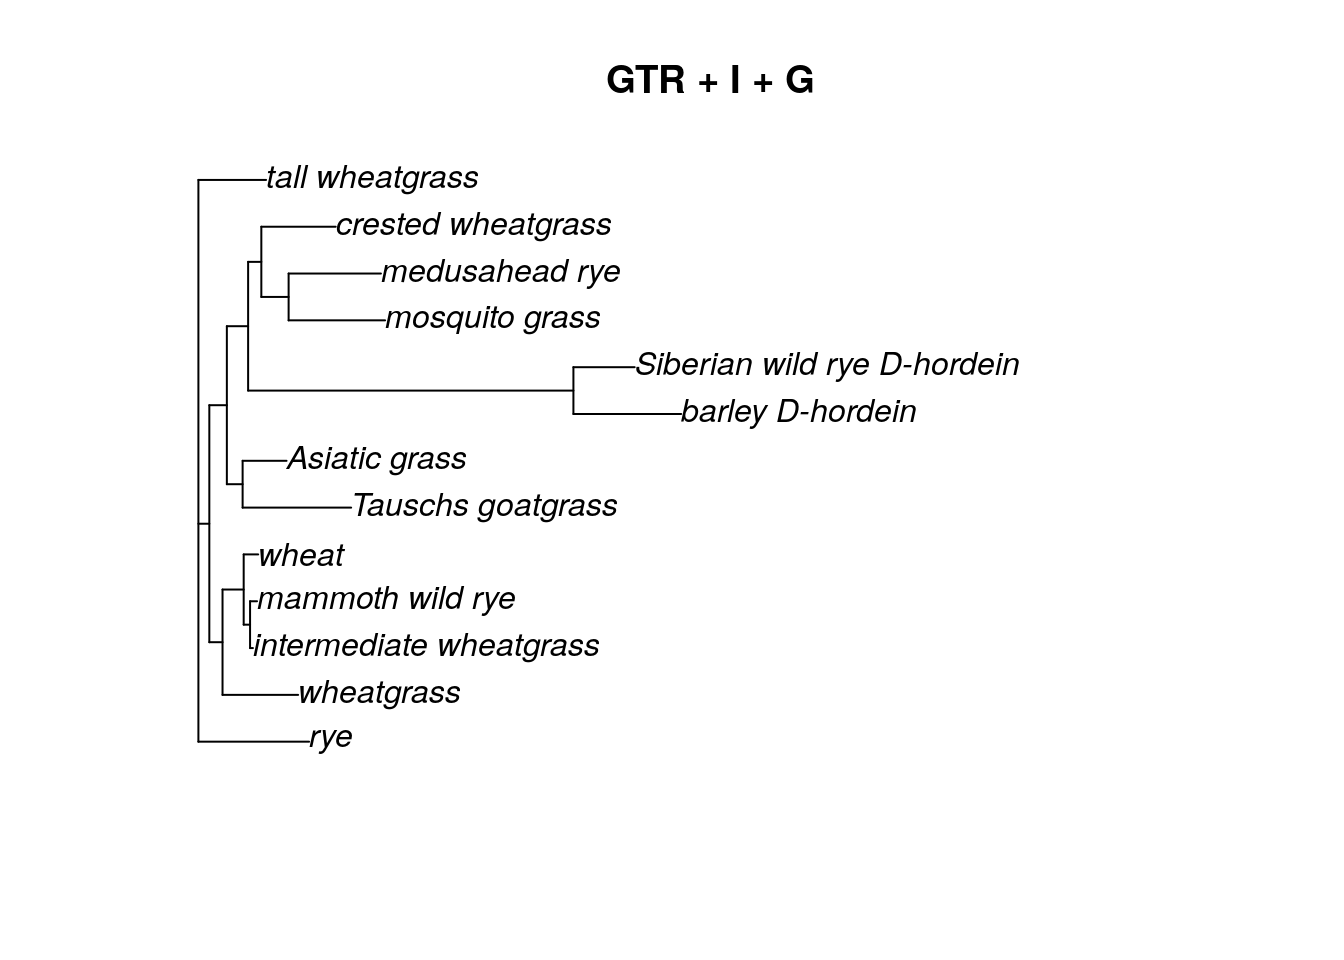 GTR + I + G
tall wheatgrass
crested wheatgrass
medusahead rye
mosquito grass
Siberian wild rye D-hordein
barley D-hordein
Asiatic grass
Tauschs goatgrass
wheat
mammoth wild rye
intermediate wheatgrass
wheatgrass
rye